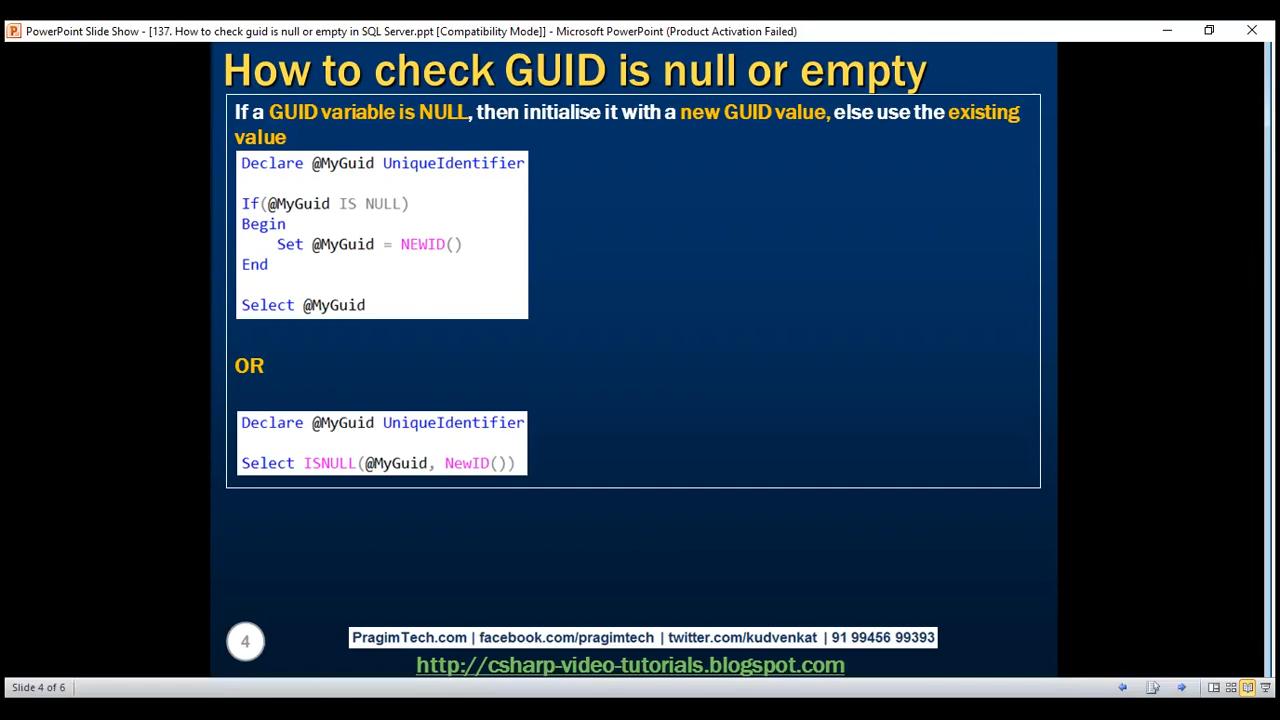 PowerPoint Slide Show - [137. How to check guid is null or empty in SQL Server.ppt [Compatibility Mode]] - Microsoft PowerPoint (Product Activation Failed)
How to check GUID is null or empty
If a GUID variable is NULL, then initialise it with a new GUID value, else use the existing
value
Declare @MyGuid UniqueIdentifier
If(@MyGuid IS NULL)
Begin
Set @MyGuid = NEWID()
End
Select @MyGuid
OR
Declare @MyGuid UniqueIdentifier
Select ISNULL(@MyGuid, NewID())
4
PragimTech.com | facebook.com/pragimtech | twitter.com/kudvenkat | 91 99456 99393
http://csharp-video-tutorials.blogspot.com
Slide 4 of 6